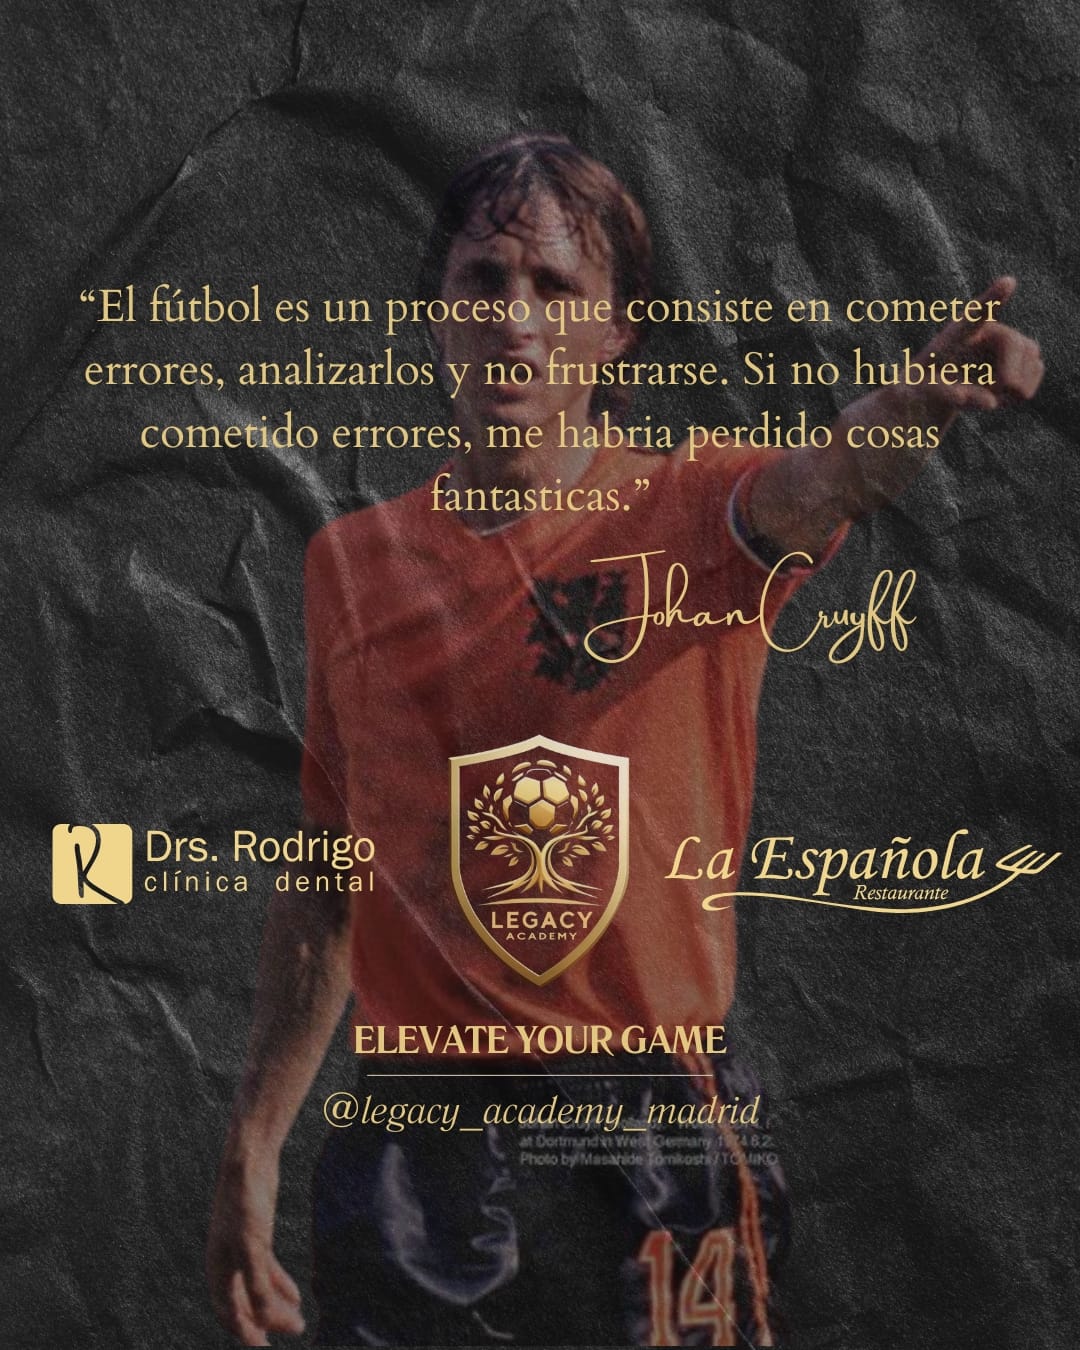 “El fútbol es un proceso que consiste en cometer
errores, analizarlos y no frustrarse. Si no hubiera
cometido errores, me habria perdido cosas
fantasticas.”
Johan Cruyff
R
Drs. Rodrigo
clínica dental
LEGACY
ACADEMY
La Española
Restaurante
ELEVATE YOUR GAME
@legacy_academy_madrid
at Dortmund in West Germany
Photo by Masahide Tomikoshi / TOMIKO
14